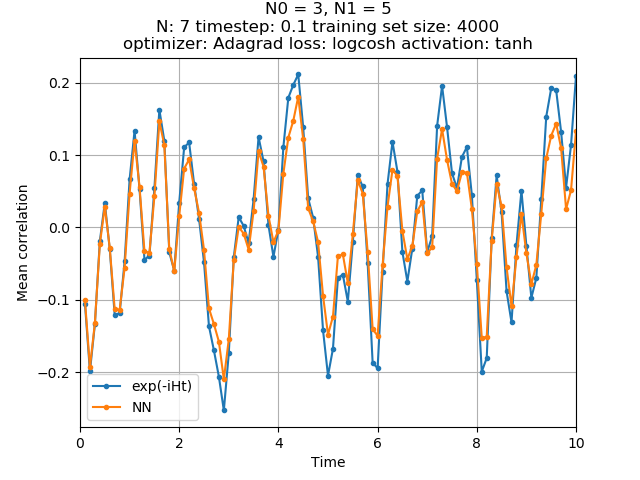 N0 = 3, N1 = 5
N: 7 timestep: 0.1 training set size: 4000
optimizer: Adagrad loss: logcosh activation: tanh
0.2
0.1
0.0
−0.1
−0.2
Mean correlation
exp(-iHt)
NN
0 2 4 6 8 10
Time